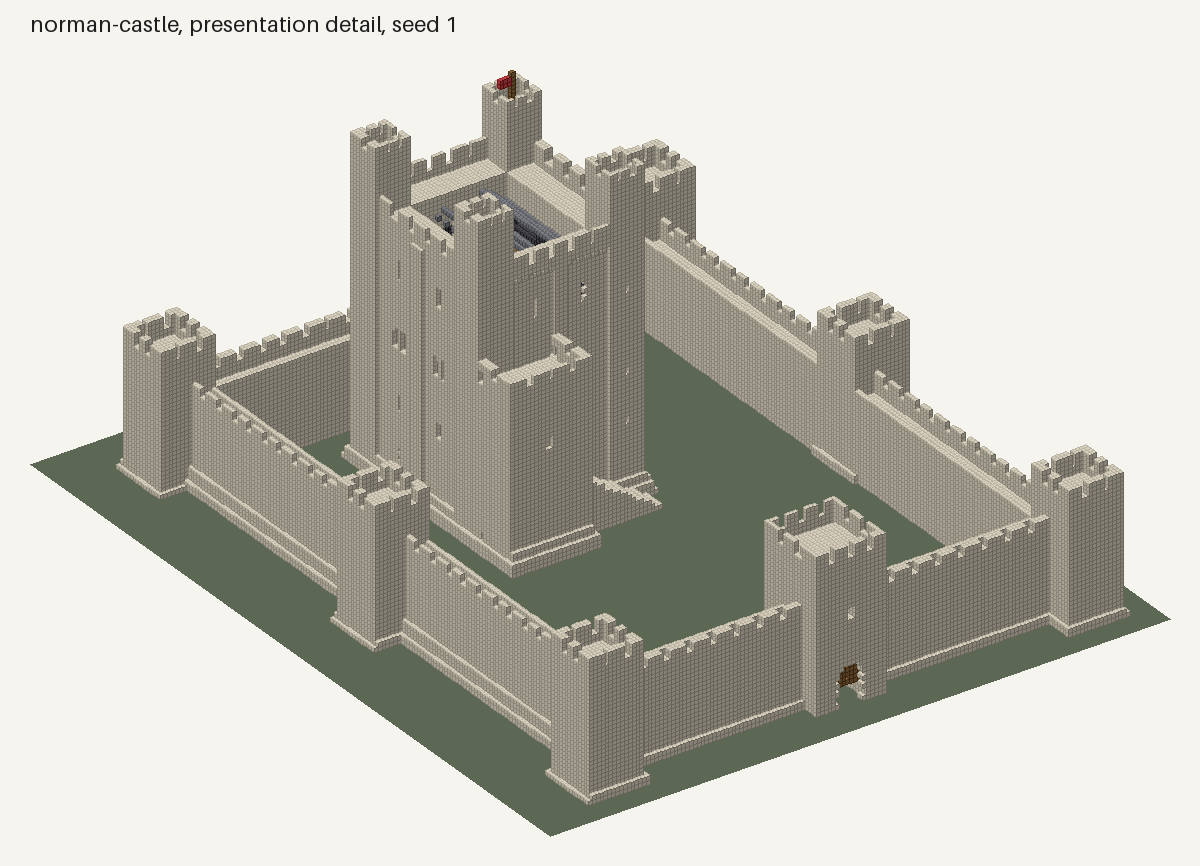 norman-castle, presentation detail, seed 1